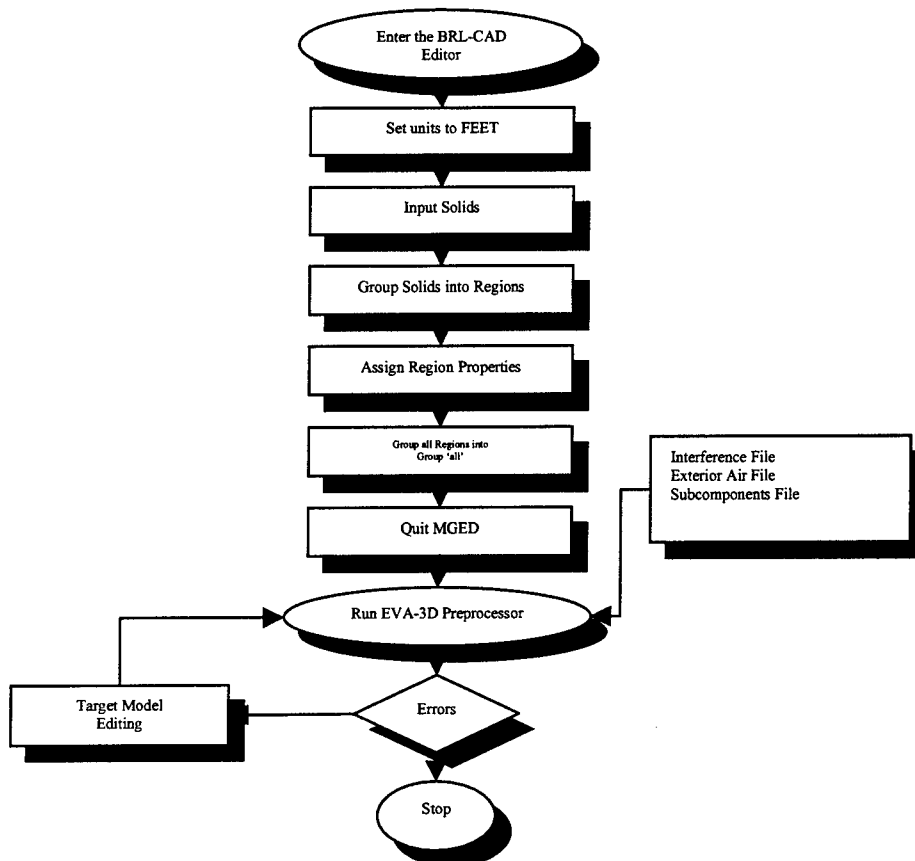 Enter the BRL-CAD
Editor
Set units to FEET
Input Solids
Group Solids into Regions
Assign Region Properties
Group all Regions into
Group 'all'
Interference File
Exterior Air File
Subcomponents File
Quit MGED
Run EVA-3D Preprocessor
Target Model
Editing
Errors
Stop